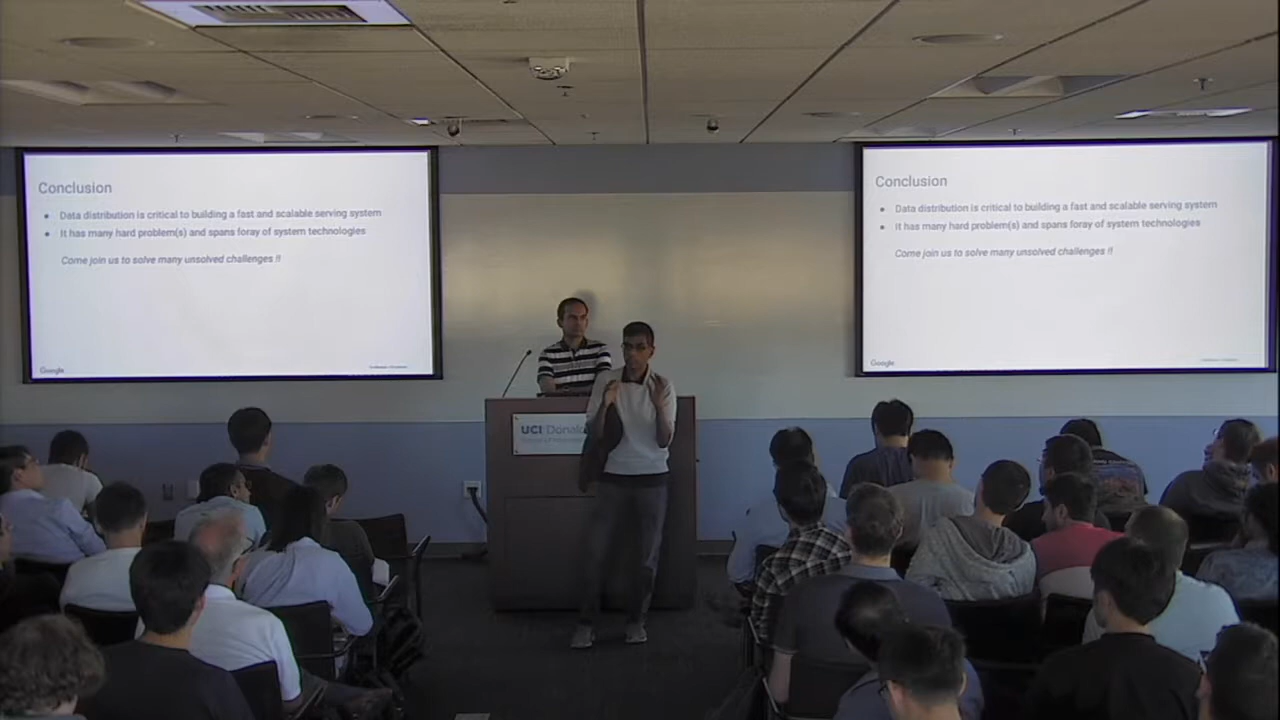 Conclusion
● Data distribution is critical to building a fast and scalable serving system
● It has many hard problem(s) and spans foray of system technologies
Come join us to solve many unsolved challenges !!
Google
Conclusion
● Data distribution is critical to building a fast and scalable serving system
● It has many hard problem(s) and spans foray of system technologies
Come join us to solve many unsolved challenges !!
Google
UCI Donal